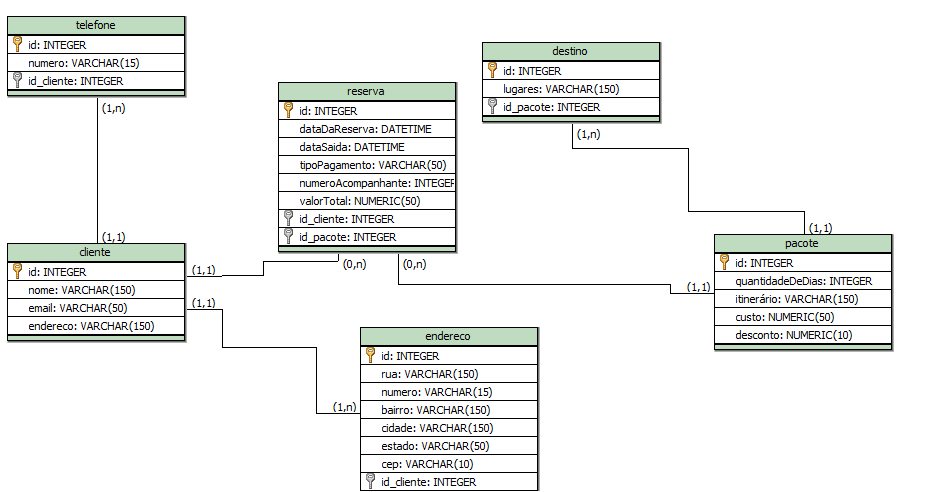 telefone
id: INTEGER
numero: VARCHAR(15)
id_cliente: INTEGER
(1,n)
(1,1)
cliente
id: INTEGER
nome: VARCHAR(150)
email: VARCHAR(50)
endereco: VARCHAR(150)
(1,1)
(1,1)
reserva
id: INTEGER
dataDaReserva: DATETIME
dataSaida: DATETIME
tipoPagamento: VARCHAR(50)
numeroAcompanhante: INTEGER
valorTotal: NUMERIC(50)
id_cliente: INTEGER
id_pacote: INTEGER
(0,n)
(0,n)
destino
id: INTEGER
lugares: VARCHAR(150)
id_pacote: INTEGER
(1,n)
(1,1)
(1,1)
pacote
id: INTEGER
quantidadeDeDias: INTEGER
itinerário: VARCHAR(150)
custo: NUMERIC(50)
desconto: NUMERIC(10)
(1,n)
endereco
id: INTEGER
rua: VARCHAR(150)
numero: VARCHAR(15)
bairro: VARCHAR(150)
cidade: VARCHAR(150)
estado: VARCHAR(50)
cep: VARCHAR(10)
id_cliente: INTEGER